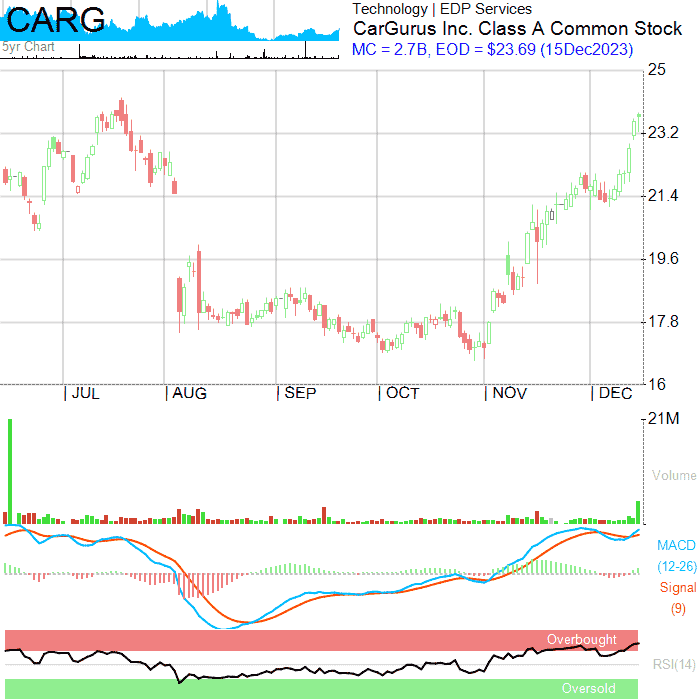 CARG
5yr Chart
Technology | EDP Services
CarGurus Inc. Class A Common Stock
MC = 2.7B, EOD = $23.69 (15Dec2023)
25
23.2
21.4
19.6
17.8
16
| JUL | AUG | SEP | OCT | NOV | DEC
21M
Volume
MACD
(12-26)
Signal
(9)
Overbought
RSI(14)
Oversold